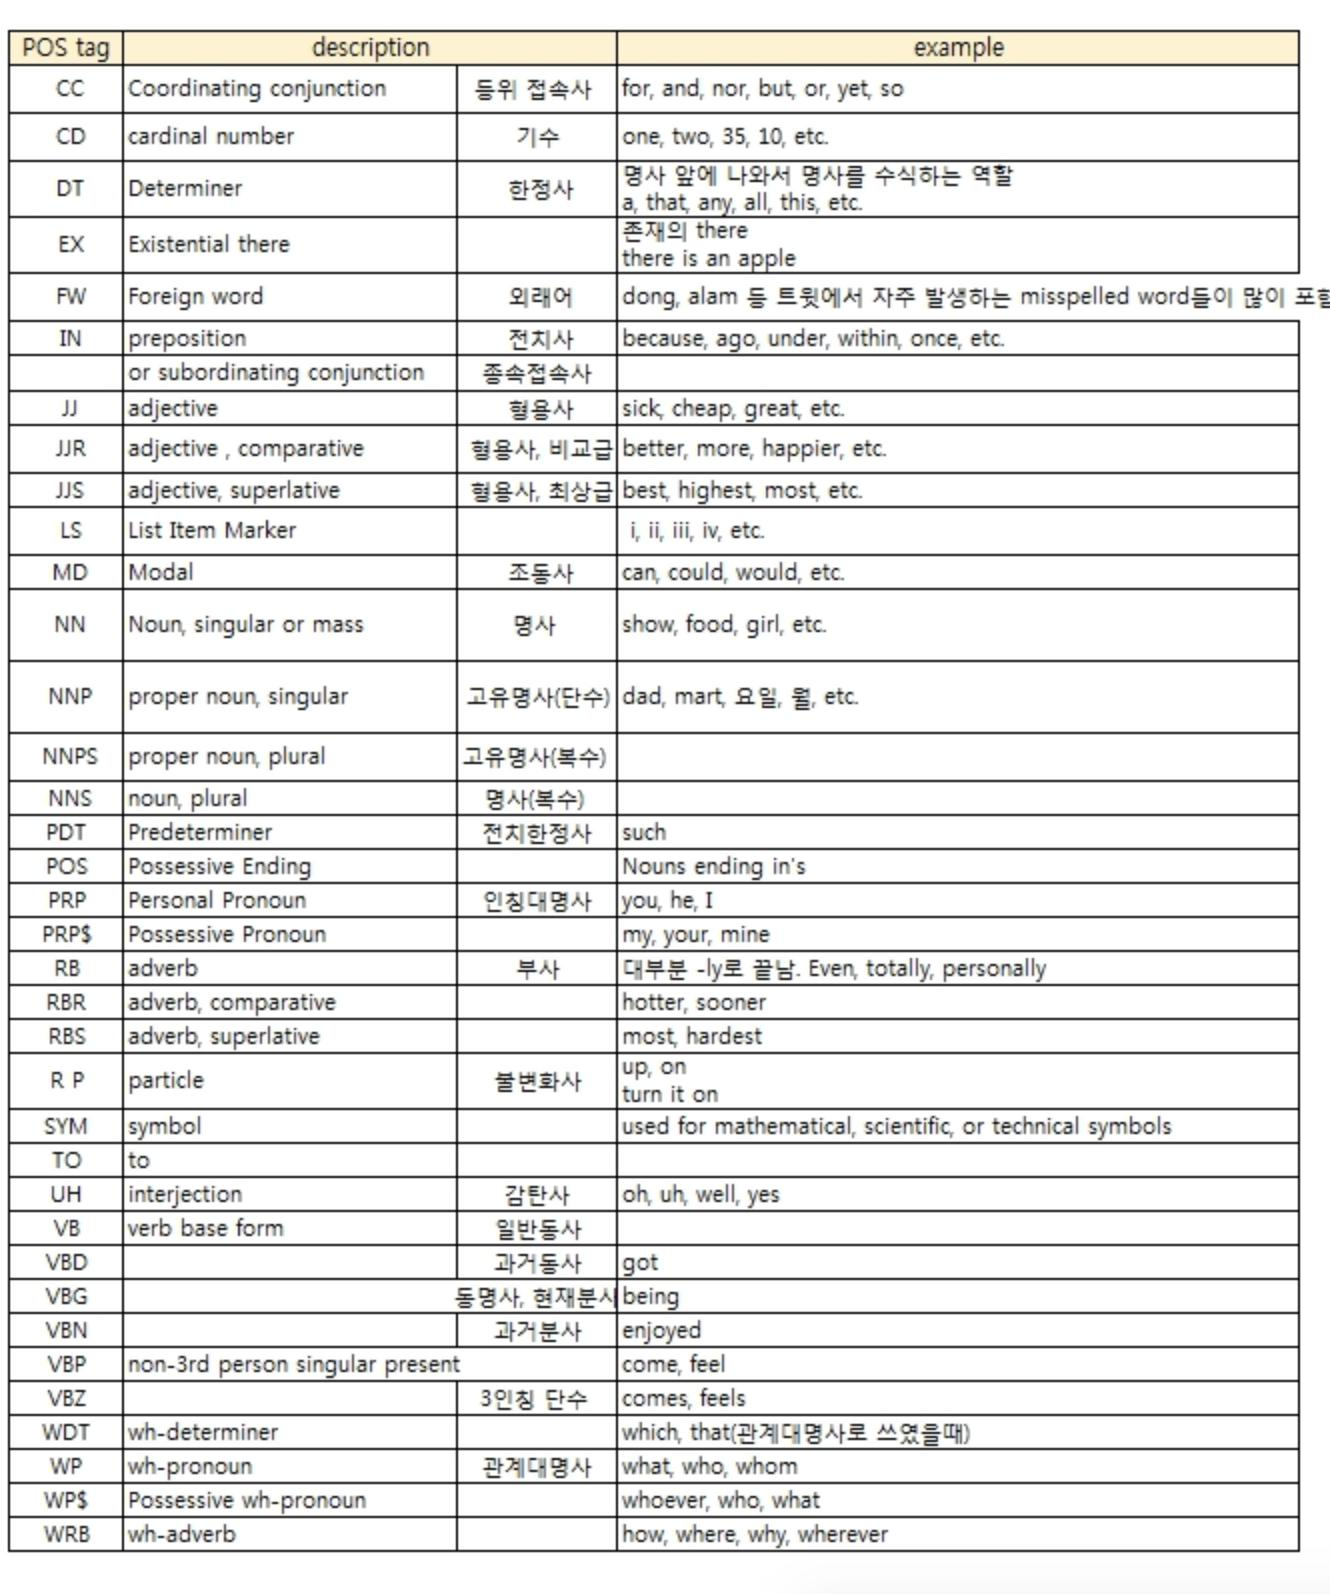 POS tag description example
CC Coordinating conjunction 등위 접속사 for, and, nor, but, or, yet, so
CD cardinal number 기수 one, two, 35, 10, etc.
DT Determiner 한정사 명사 앞에 나와서 명사를 수식하는 역할
a, that, any, all, this, etc.
EX Existential there 존재의 there
there is an apple
FW Foreign word 외래어 dong, alam 등 트윗에서 자주 발생하는 misspelled word들이 많이 포함
IN preposition 전치사 because, ago, under, within, once, etc.
or subordinating conjunction 종속접속사
JJ adjective 형용사 sick, cheap, great, etc.
JJR adjective , comparative 형용사, 비교급 better, more, happier, etc.
JJS adjective, superlative 형용사, 최상급 best, highest, most, etc.
LS List Item Marker i, ii, iii, iv, etc.
MD Modal 조동사 can, could, would, etc.
NN Noun, singular or mass 명사 show, food, girl, etc.
NNP proper noun, singular 고유명사(단수) dad, mart, 요일, 월, etc.
NNPS proper noun, plural 고유명사(복수)
NNS noun, plural 명사(복수)
PDT Predeterminer 전치한정사 such
POS Possessive Ending Nouns ending in's
PRP Personal Pronoun 인칭대명사 you, he, I
PRP$ Possessive Pronoun my, your, mine
RB adverb 부사 대부분 -ly로 끝남. Even, totally, personally
RBR adverb, comparative hotter, sooner
RBS adverb, superlative most, hardest
R P particle 불변화사 up, on
turn it on
SYM symbol used for mathematical, scientific, or technical symbols
TO to
UH interjection 감탄사 oh, uh, well, yes
VB verb base form 일반동사
VBD 과거동사 got
VBG 동명사, 현재분사 being
VBN 과거분사 enjoyed
VBP non-3rd person singular present come, feel
VBZ 3인칭 단수 comes, feels
WDT wh-determiner which, that(관계대명사로 쓰였을때)
WP wh-pronoun 관계대명사 what, who, whom
WP$ Possessive wh-pronoun whoever, who, what
WRB wh-adverb how, where, why, wherever